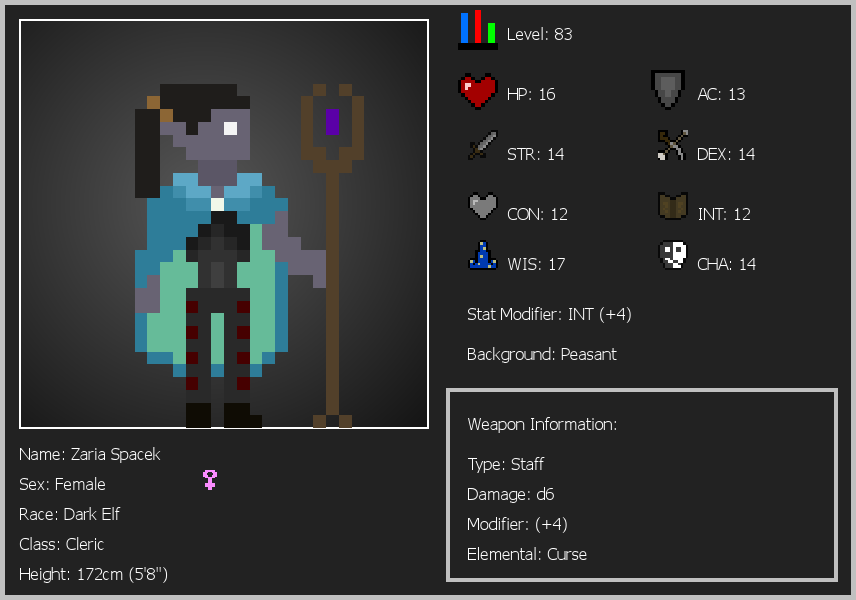 Level: 83
HP: 16
AC: 13
STR: 14
DEX: 14
CON: 12
INT: 12
WIS: 17
CHA: 14
Stat Modifier: INT (+4)
Background: Peasant
Weapon Information:
Type: Staff
Damage: d6
Modifier: (+4)
Elemental: Curse
Name: Zaria Spacek
Sex: Female
Race: Dark Elf
Class: Cleric
Height: 172cm (5'8")